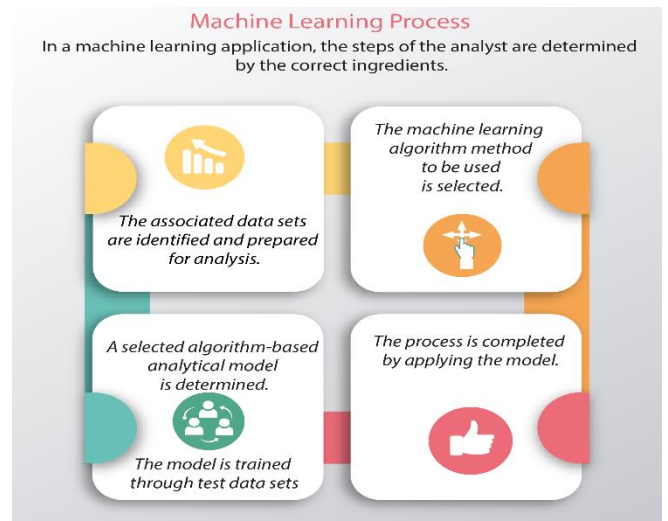 Machine Learning Process
In a machine learning application, the steps of the analyst are determined
by the correct ingredients.
The associated data sets
are identified and prepared
for analysis.
The machine learning
algorithm method
to be used
is selected.
A selected algorithm-based
analytical model
is determined.
The model is trained
through test data sets
The process is completed
by applying the model.